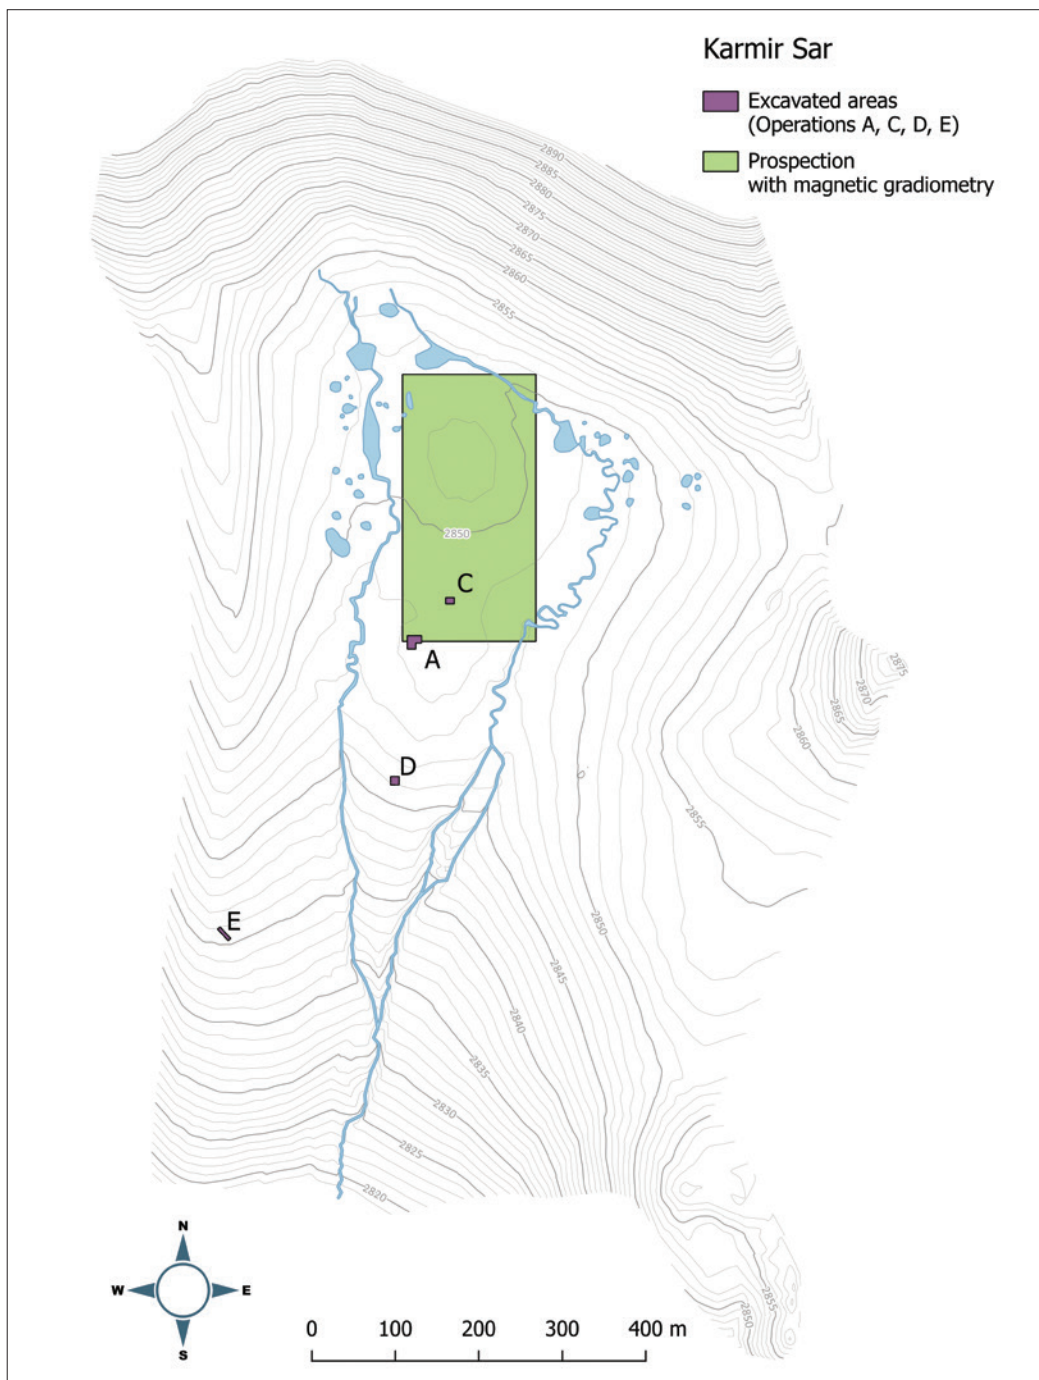 Karmir Sar
Excavated areas
(Operations A, C, D, E)
Prospection
with magnetic gradiometry
2890
2885
2880
2875
2870
2865
2860
2855
2850
C
A
D
E
2875
2870
2865
2860
2855
2850
2845
2840
2835
2830
2825
2820
2855
2850
N
W
E
S
0 100 200 300 400 m